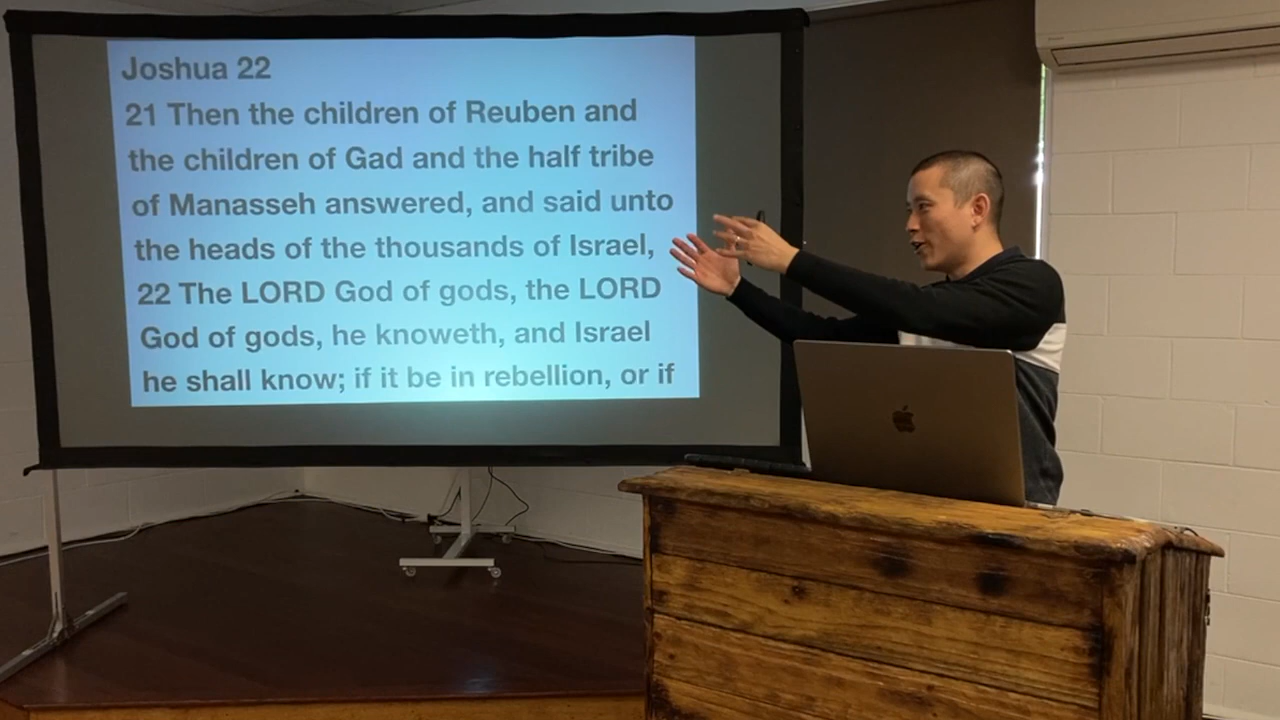 Joshua 22
21 Then the children of Reuben and
the children of Gad and the half tribe
of Manasseh answered, and said unto
the heads of the thousands of Israel,
22 The LORD God of gods, the LORD
God of gods, he knoweth, and Israel
he shall know; if it be in rebellion, or if